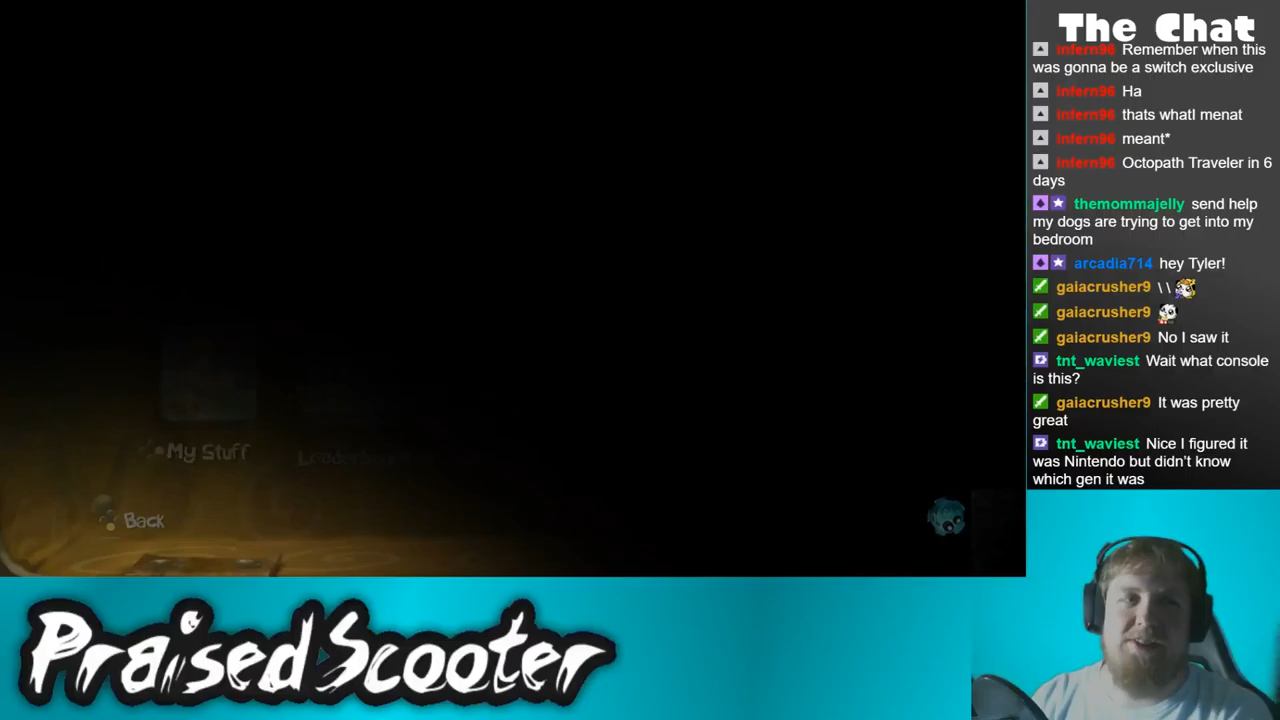 The Chat
infern96 Remember when this
was gonna be a switch exclusive
infern96 Ha
infern96 thats whatI menat
infern96 meant*
infern96 Octopath Traveler in 6
days
themommajelly send help
my dogs are trying to get into my
bedroom
arcadia714 hey Tyler!
gaiacrusher9 \ \
gaiacrusher9
gaiacrusher9 No I saw it
tnt_waviest Wait what console
is this?
gaiacrusher9 It was pretty
great
tnt_waviest Nice I figured it
was Nintendo but didn't know
which gen it was
My Stuff
Back
PraisedScooter